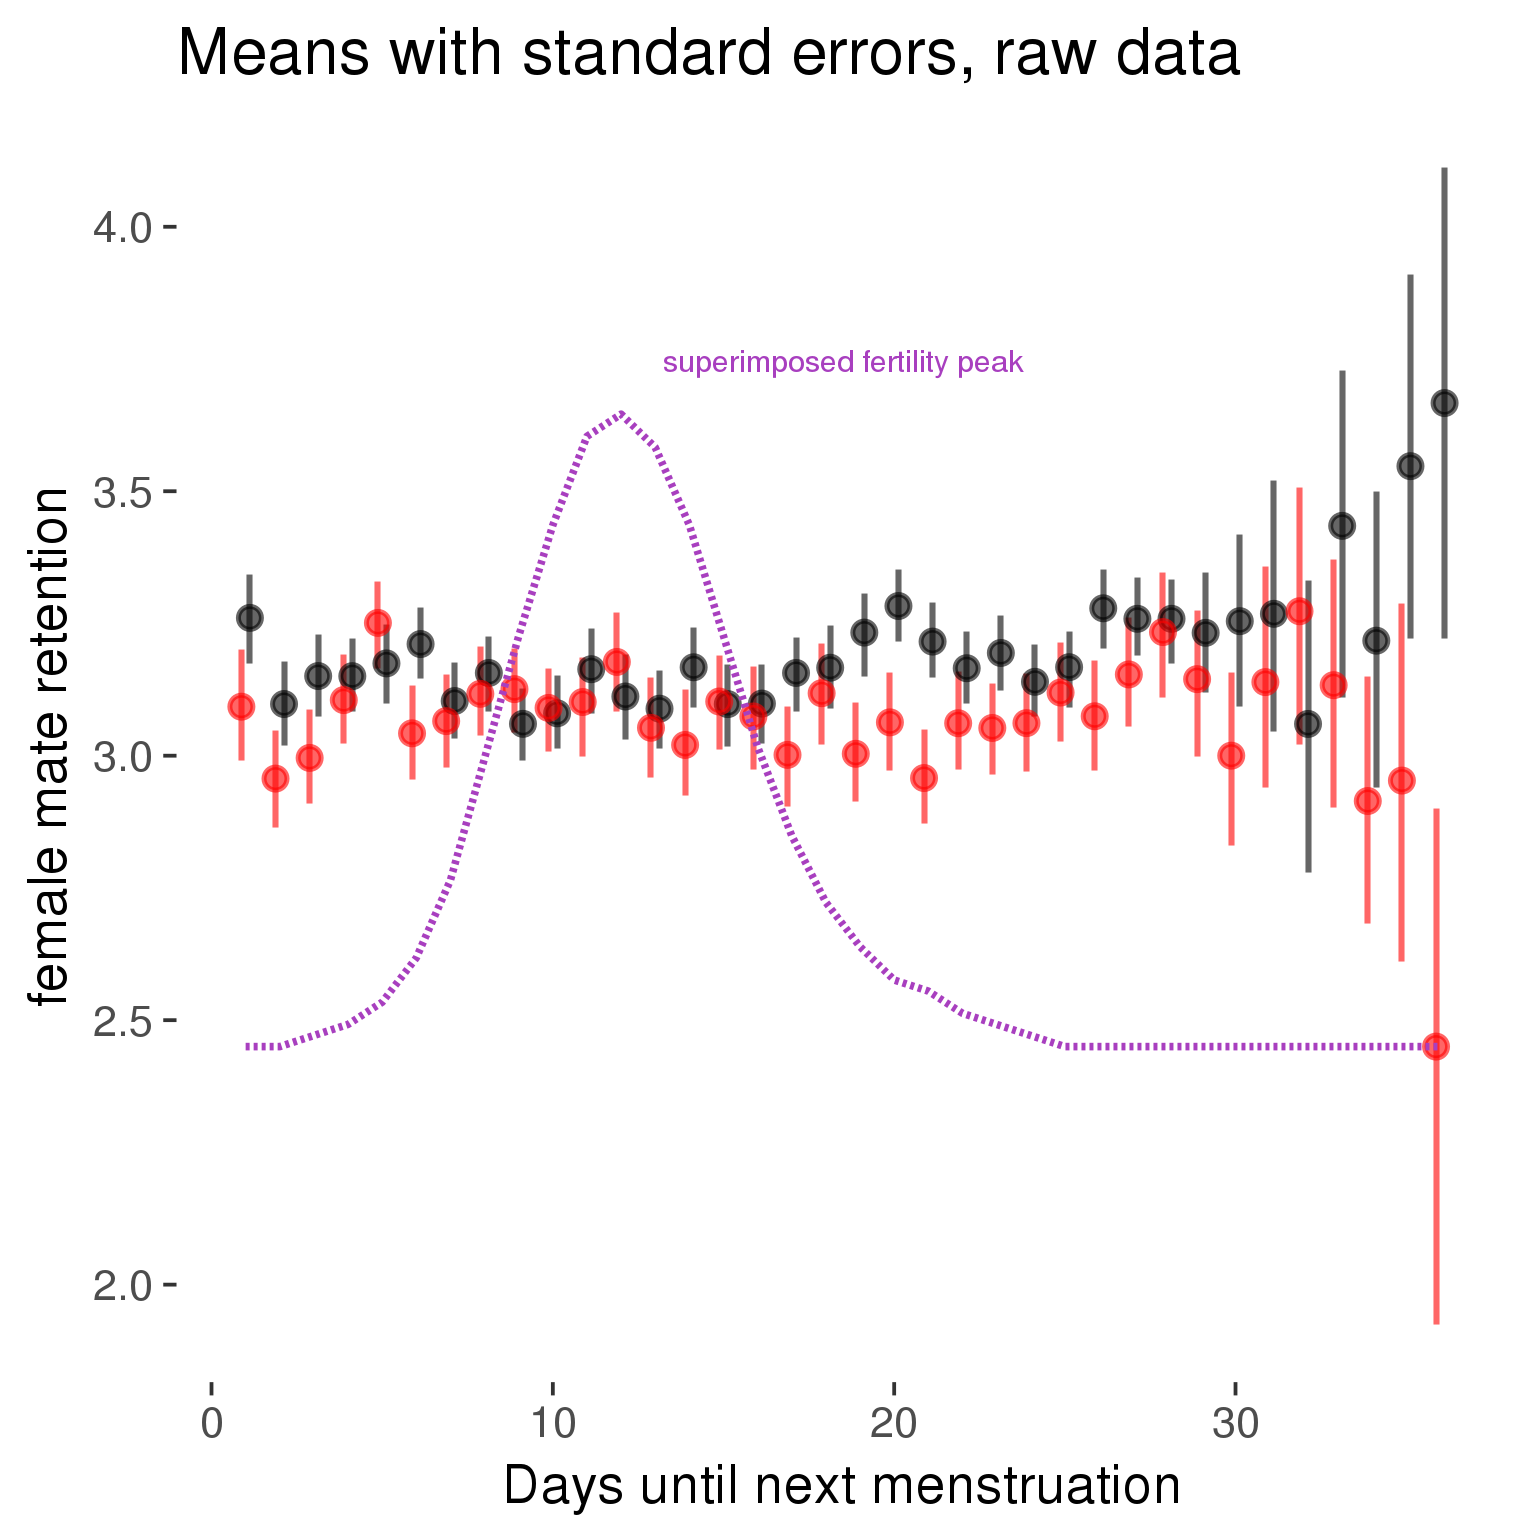 Means with standard errors, raw data
4.0
3.5
3.0
2.5
2.0
female mate retention
superimposed fertility peak
0
10
20
30
Days until next menstruation